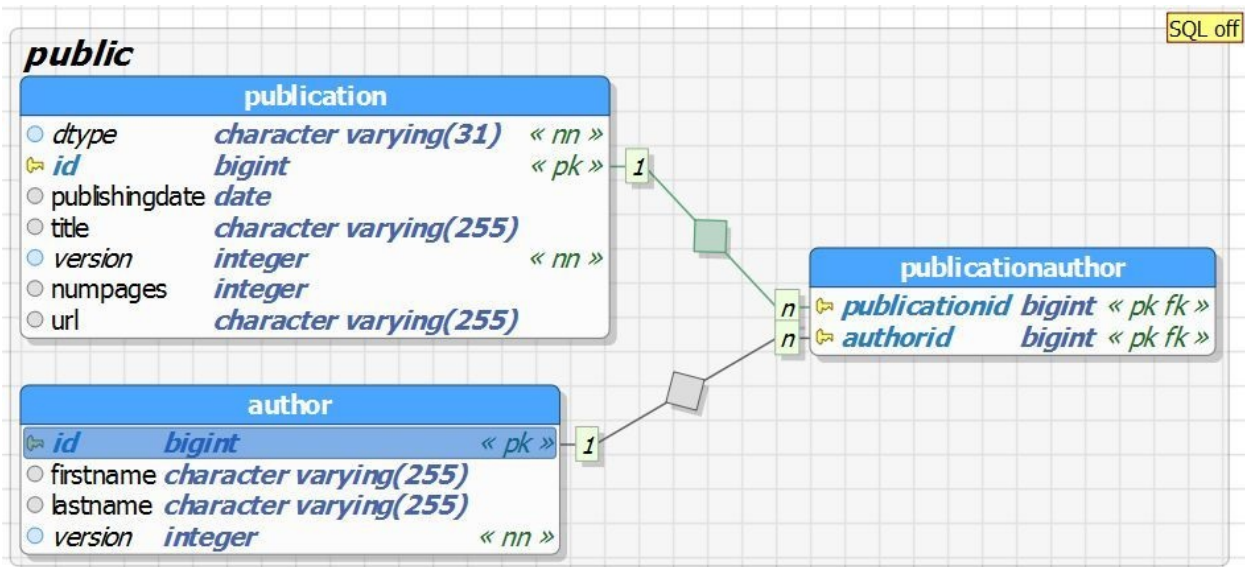 SQL off
public
publication
dtype character varying(31) « nn »
id bigint « pk »
publishingdate date
title character varying(255)
version integer « nn »
numpages integer
url character varying(255)
1
publicationauthor
n publicationid bigint « pk fk »
n authorid bigint « pk fk »
author
id bigint « pk » 1
firstname character varying(255)
lastname character varying(255)
version integer « nn »